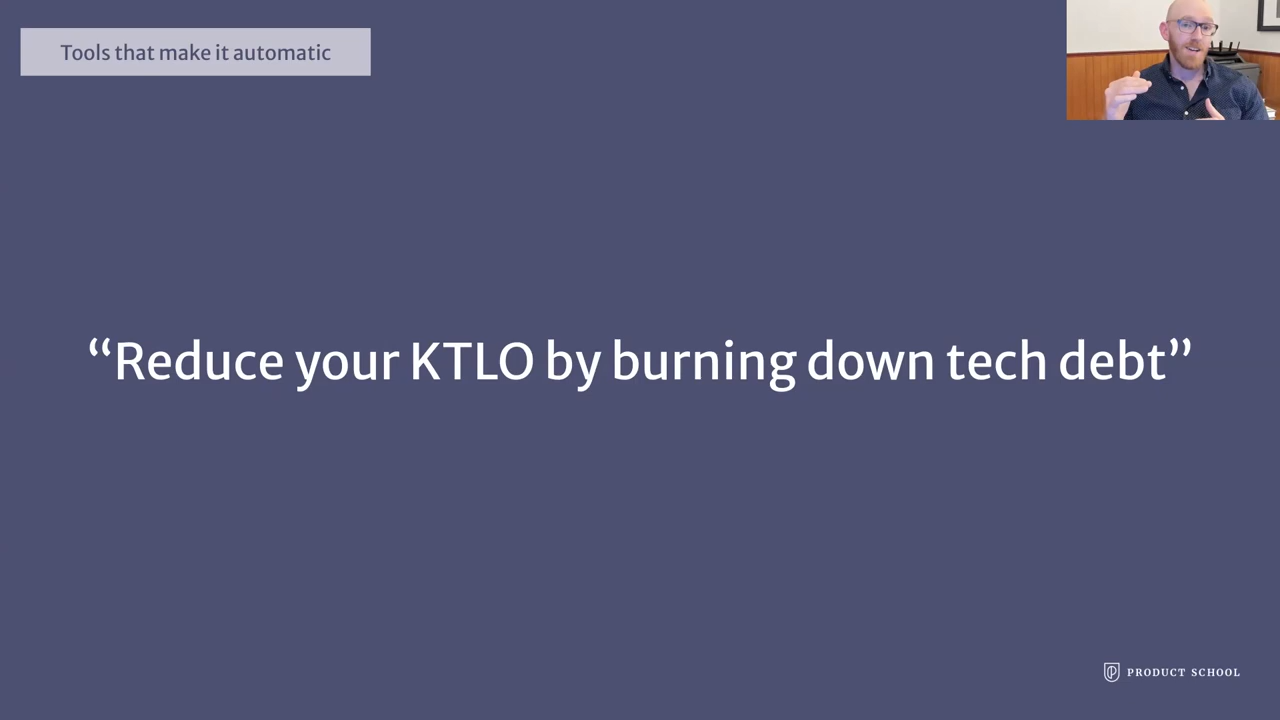 Tools that make it automatic
“Reduce your KTLO by burning down tech debt”
PRODUCT SCHOOL